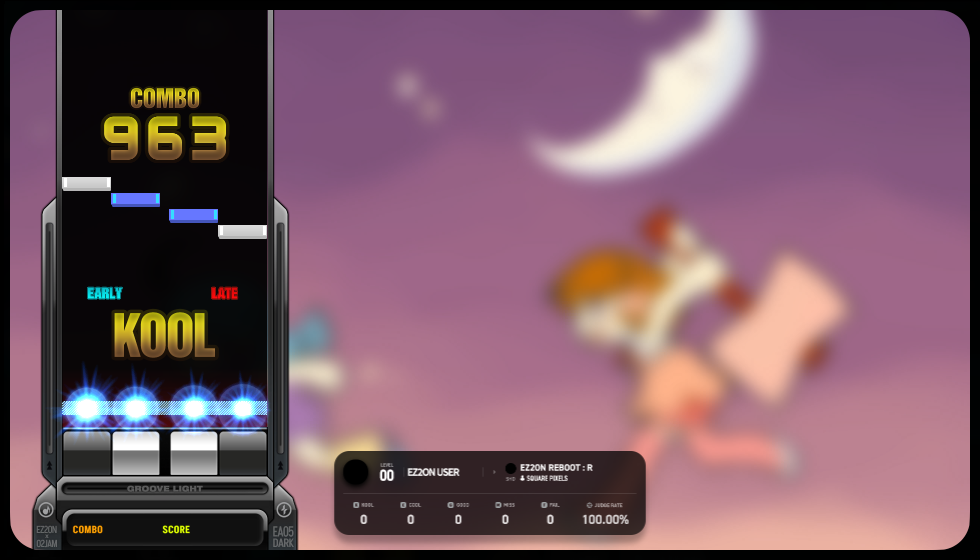 COMBO
963
EARLY LATE
KOOL
GROOVE LIGHT
EZ2ON
x
O2JAM
COMBO SCORE
EA05
DARK
LEVEL
00
EZ2ON USER
EZ2ON REBOOT : R
SQUARE PIXELS
KOOL COOL GOOD MISS FAIL JUDGE RATE
0 0 0 0 0 100.00%